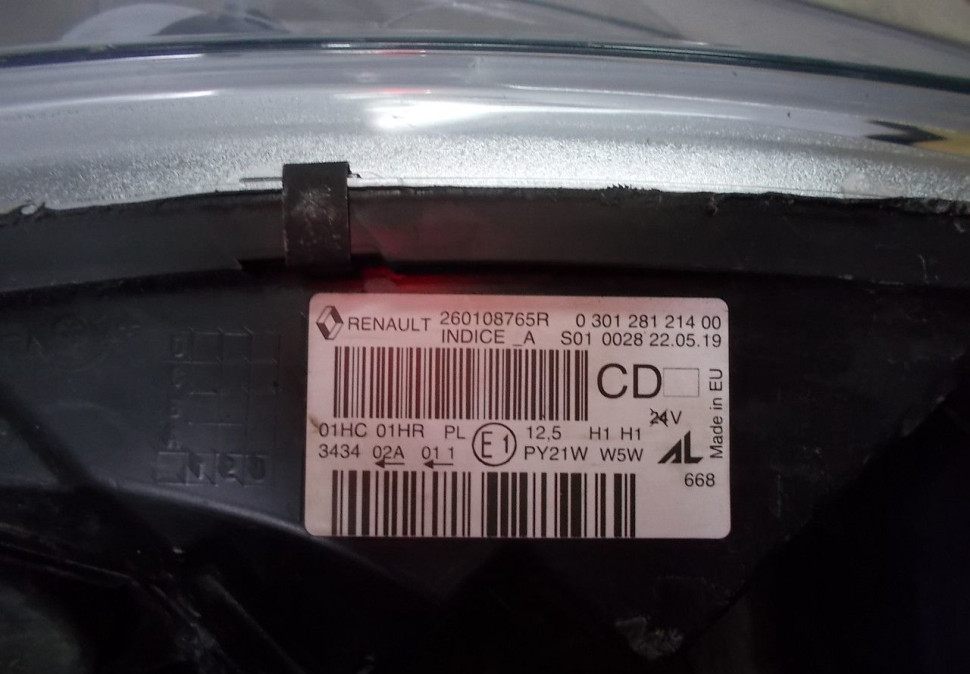 RENAULT 260108765R 0 301 281 214 00
INDICE _A S01 0028 22.05.19
CD
24V
Made in EU
01HC 01HR PL E1 12,5 H1 H1
3434 02A 01 1 PY21W W5W AL
668